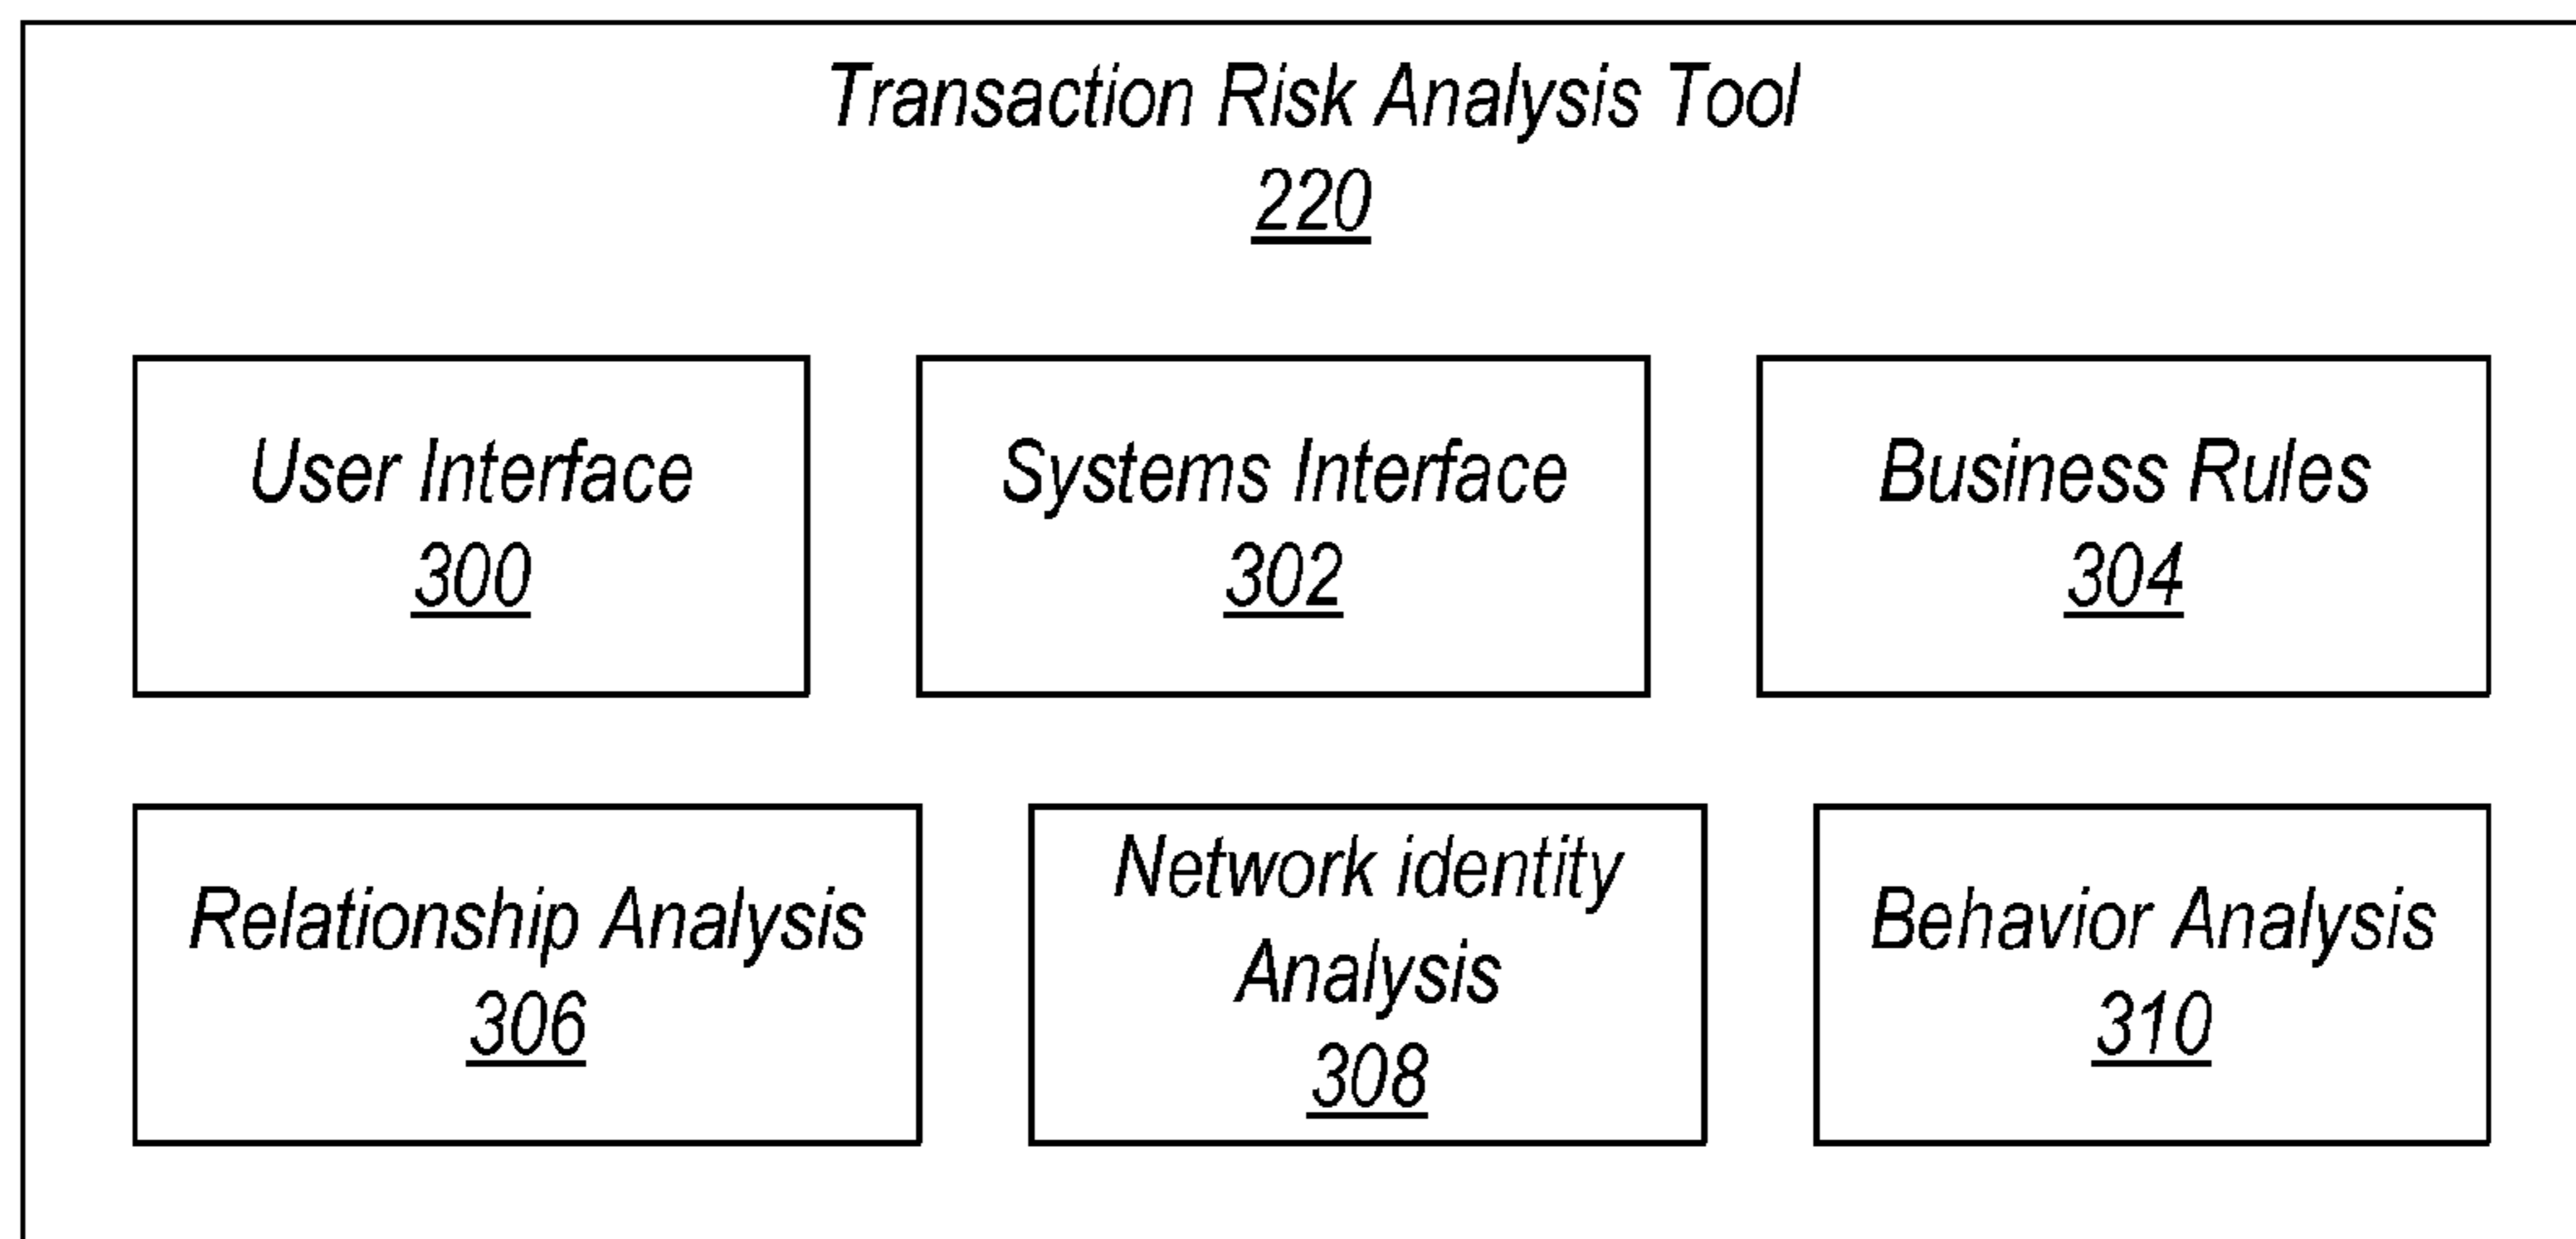 Transaction Risk Analysis Tool
220
User Interface
300
Systems Interface
302
Business Rules
304
Relationship Analysis
306
Network identity
Analysis
308
Behavior Analysis
310